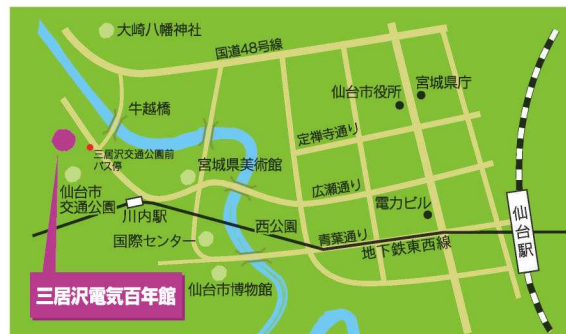 大崎八幡神社
国道48号線
牛越橋
仙台市役所
宮城県庁
定禅寺通り
三居沢交通公園前
バス停
宮城県美術館
仙台市
交通公園
川内駅
広瀬通り
西公園
電力ビル
国際センター
青葉通り
地下鉄東西線
仙台駅
三居沢電気百年館
仙台市博物館